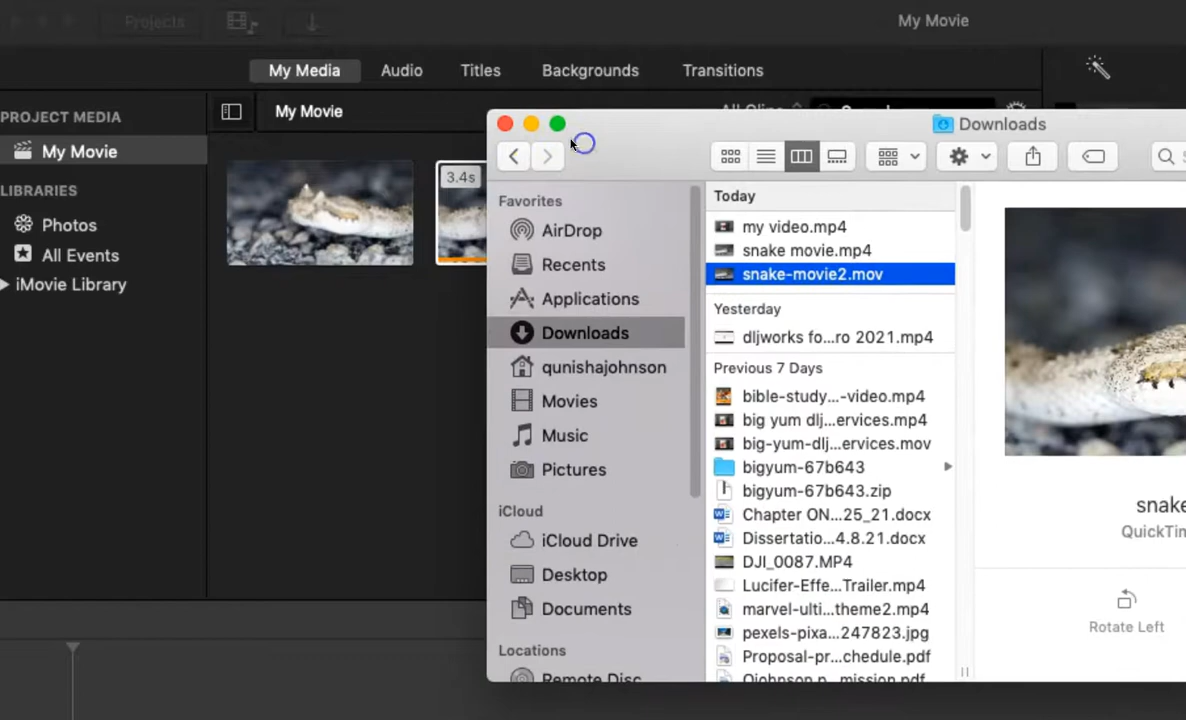 Projects
My Movie
My Media
Audio
Titles
Backgrounds
Transitions
PROJECT MEDIA
My Movie
My Movie
LIBRARIES
Photos
All Events
iMovie Library
3.4s
Downloads
Favorites
AirDrop
Recents
Applications
Downloads
qunishajohnson
Movies
Music
Pictures
iCloud
iCloud Drive
Desktop
Documents
Locations
Remote Disc
Today
my video.mp4
snake movie.mp4
snake-movie2.mov
Yesterday
dljworks fo...ro 2021.mp4
Previous 7 Days
bible-study...-video.mp4
big yum dlj...ervices.mp4
big-yum-dlj...ervices.mov
bigyum-67b643
bigyum-67b643.zip
Chapter ON...25_21.docx
Dissertatio...4.8.21.docx
DJI_0087.MP4
Lucifer-Effe...Trailer.mp4
marvel-ulti...theme2.mp4
pexels-pixa...247823.jpg
Proposal-pr...chedule.pdf
snake
QuickTim
Rotate Left